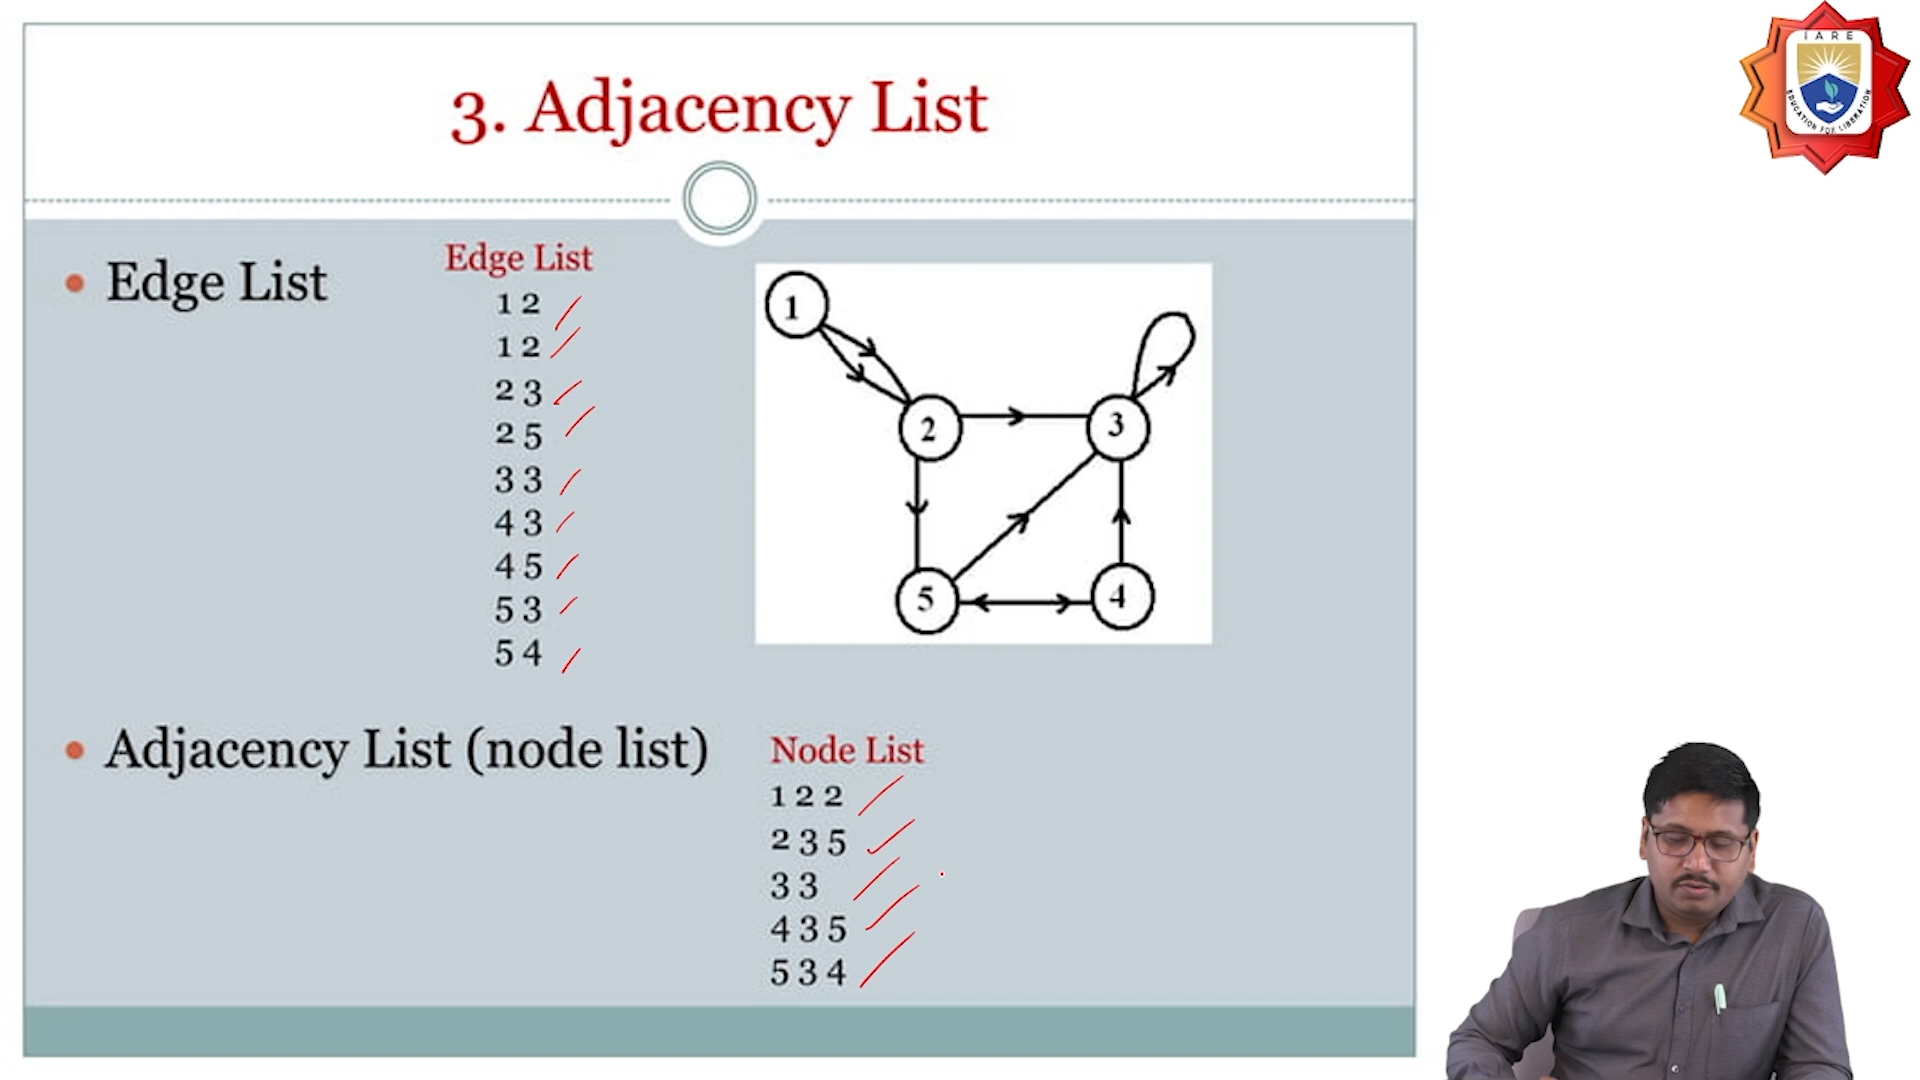 3. Adjacency List
IARE
EDUCATION FOR LIBERATION
Edge List
Edge List
1 2
1 2
2 3
2 5
3 3
4 3
4 5
5 3
5 4
1
2
3
5
4
Adjacency List (node list)
Node List
1 2 2
2 3 5
3 3
4 3 5
5 3 4